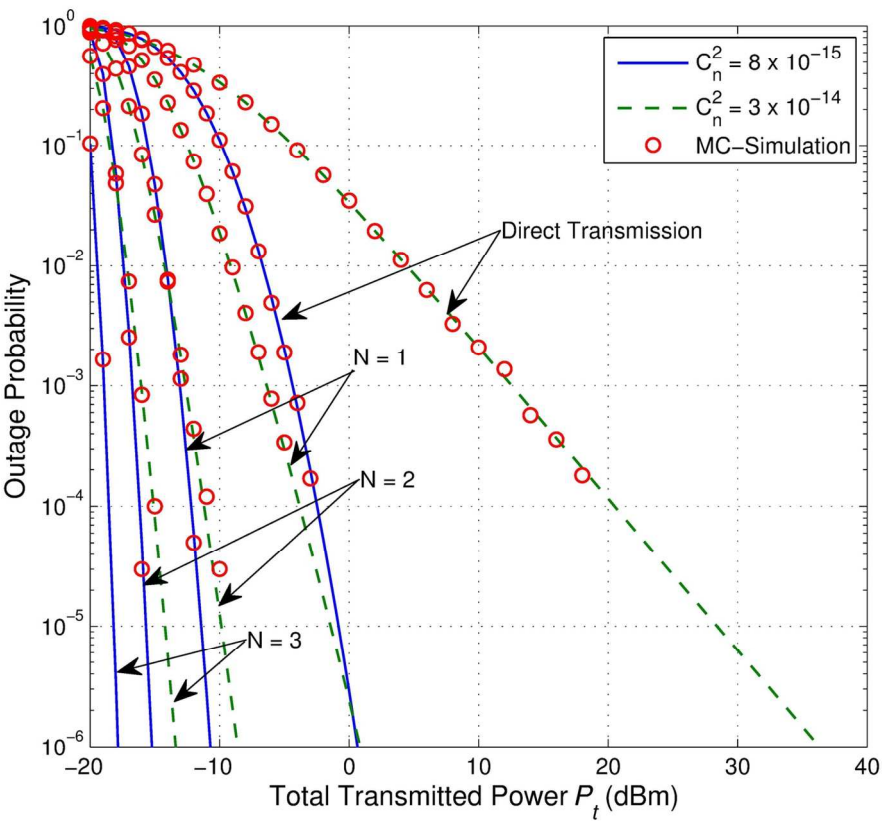 10^0
10^-1
10^-2
10^-3
10^-4
10^-5
10^-6
Outage Probability
C_n^2 = 8 x 10^-15
C_n^2 = 3 x 10^-14
MC-Simulation
Direct Transmission
N = 1
N = 2
N = 3
-20 -10 0 10 20 30 40
Total Transmitted Power P_t (dBm)